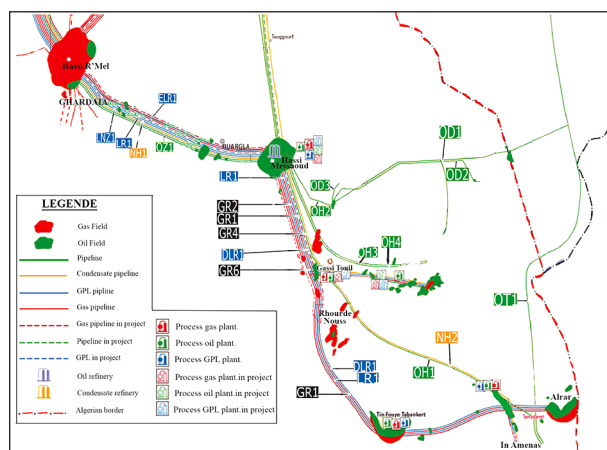 Touggourt
Hassi R'Mel
GHARDAIA
ELR1
LNZ1
LR1
NH1
OZ1
OUARGLA
Hassi
Messaoud
LR1
OD1
OD2
OD3
OH2
GR2
GR1
GR4
DLR1
GR6
OH3
OH4
Gassi Touil
Rhourde
Nouss
OT1
NH2
OH1
DLR1
LR1
GR1
Tin Fouye Tabankort
Alrar
In Amenas
LEGENDE
Gas Field
Oil Field
Pipeline
Condensate pipeline
GPL pipline
Gas pipeline
Gas pipeline in project
Pipeline in project
GPL in project
Oil refinery
Condensate refinery
Algerian border
Process gas plant.
Process oil plant.
Process GPL plant.
Process gas plant.in project
Process oil plant.in project
Process GPL plant.in project